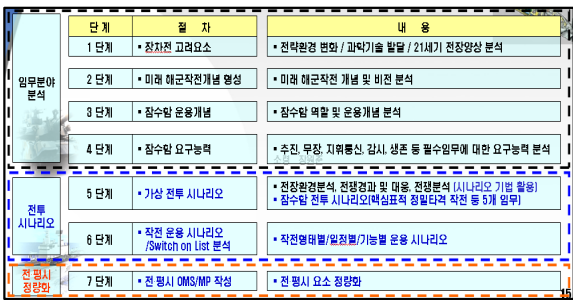 단 계 절 차 내 용
임무분야
분석
1 단계 ▪ 장차전 고려요소 ▪ 전략환경 변화 / 과학기술 발달 / 21세기 전장양상 분석
2 단계 ▪ 미래 해군작전개념 형성 ▪ 미래 해군작전 개념 및 비전 분석
3 단계 ▪ 잠수함 운용개념 ▪ 잠수함 역할 및 운용개념 분석
4 단계 ▪ 잠수함 요구능력 ▪ 추진, 무장, 지휘통신, 감시, 생존 등 필수임무에 대한 요구능력 분석
전투
시나리오
5 단계 ▪ 가상 전투 시나리오 ▪ 전장환경분석, 전쟁경과 및 대응, 전쟁분석 (시나리오 기법 활용)
▪ 잠수함 전투 시나리오(핵심표적 정밀타격 작전 등 5개 임무)
6 단계 ▪ 작전 운용 시나리오
/Switch on List 분석 ▪ 작전형태별/일정별/기능별 운용 시나리오
전 평시
정량화
7 단계 ▪ 전 평시 OMS/MP 작성 ▪ 전 평시 요소 정량화
15